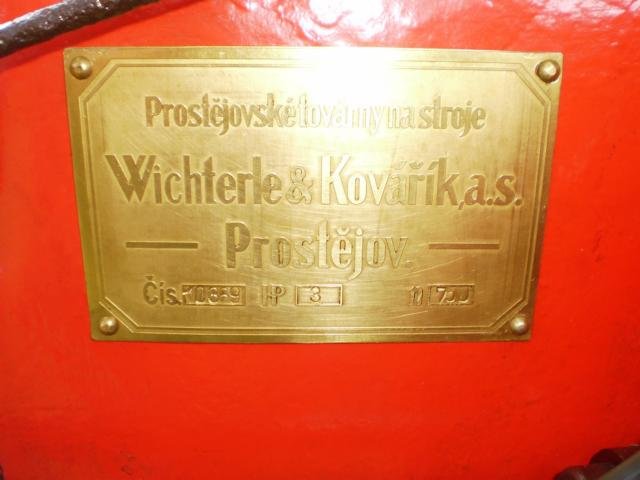 Prostějovské továrny na stroje
Wichterle & Kovářík, a.s.
Prostějov.
Čís. HP 3 n